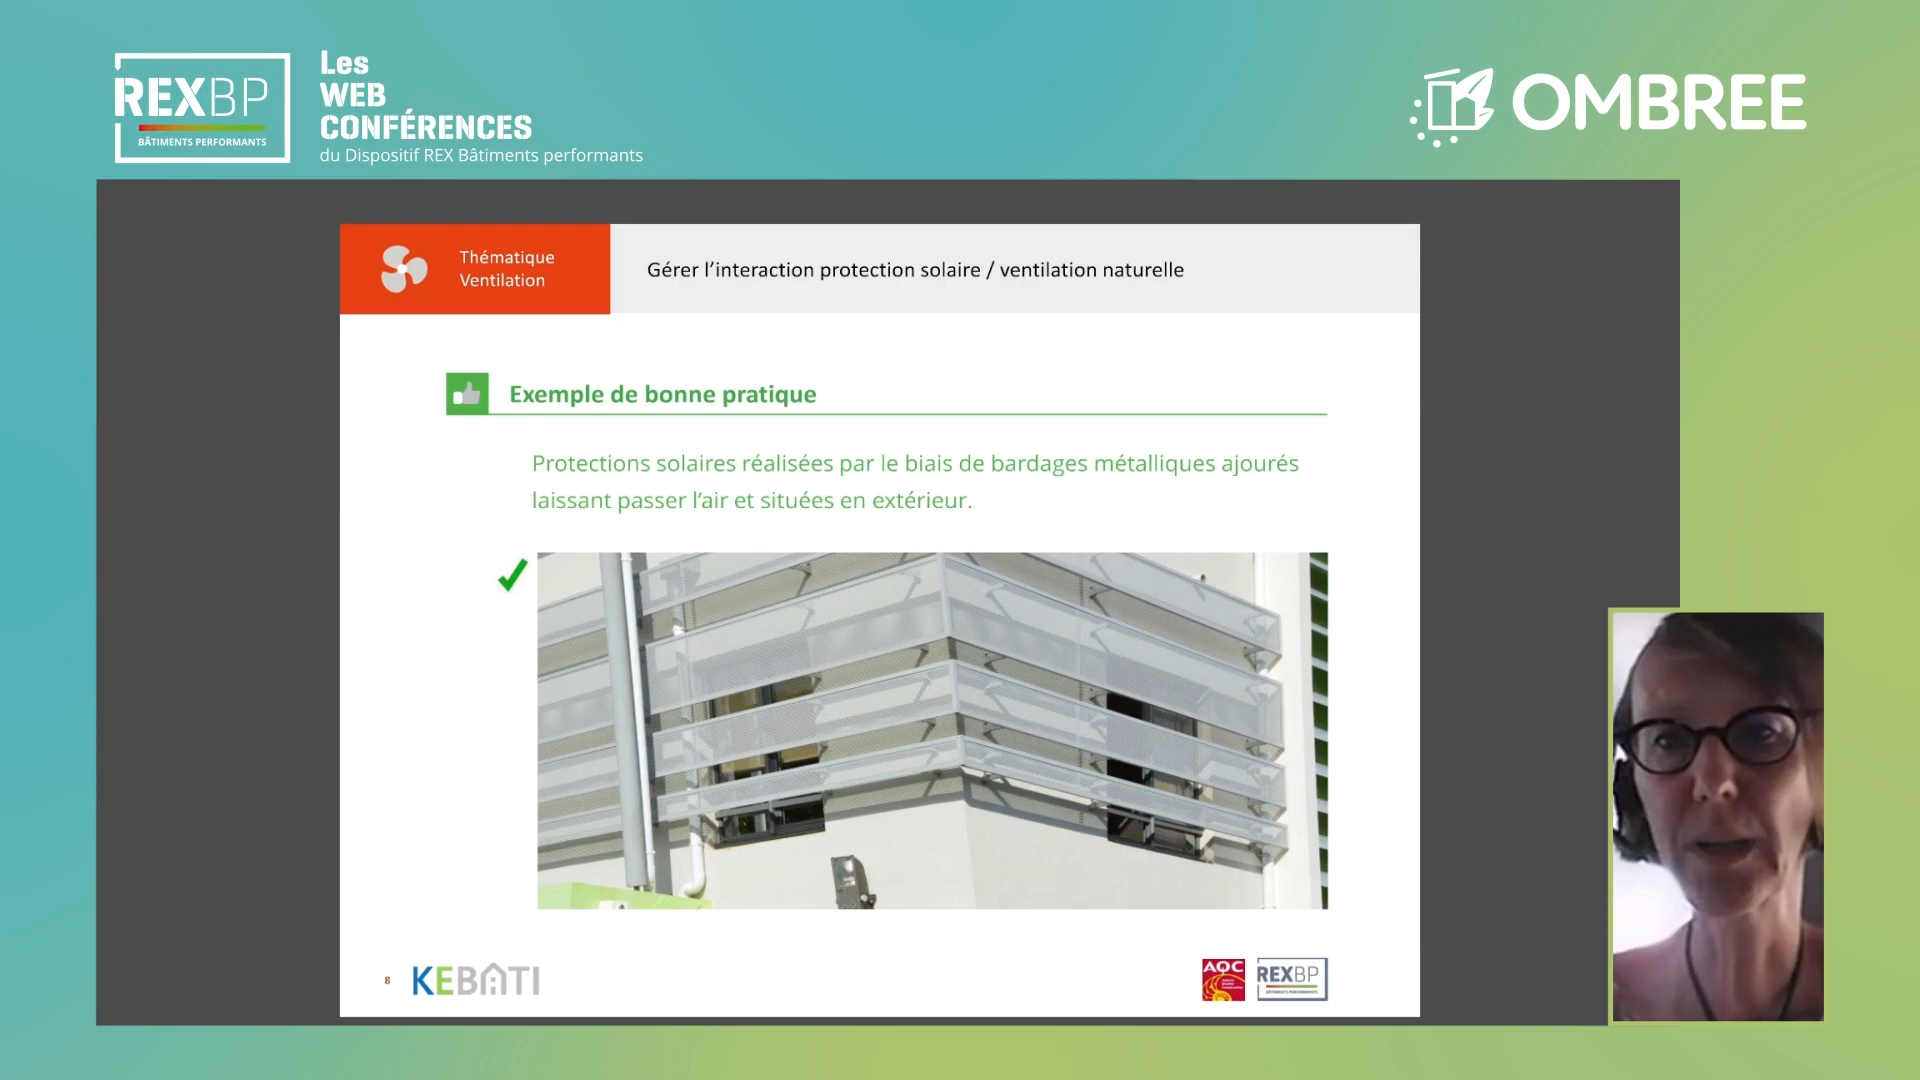 REXBP
BÂTIMENTS PERFORMANTS
Les
WEB
CONFÉRENCES
du Dispositif REX Bâtiments performants
OMBREE
Thématique
Ventilation
Gérer l’interaction protection solaire / ventilation naturelle
Exemple de bonne pratique
Protections solaires réalisées par le biais de bardages métalliques ajourés
laissant passer l’air et situées en extérieur.
8
KEBATI
AQC
REXBP
BÂTIMENTS PERFORMANTS